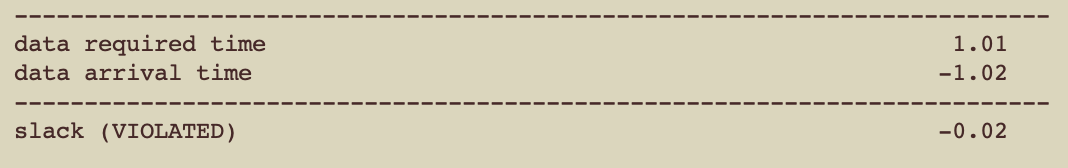 --------------------------------------------------------------------------
data required time                                                 1.01
data arrival time                                                 -1.02
--------------------------------------------------------------------------
slack (VIOLATED)                                                  -0.02